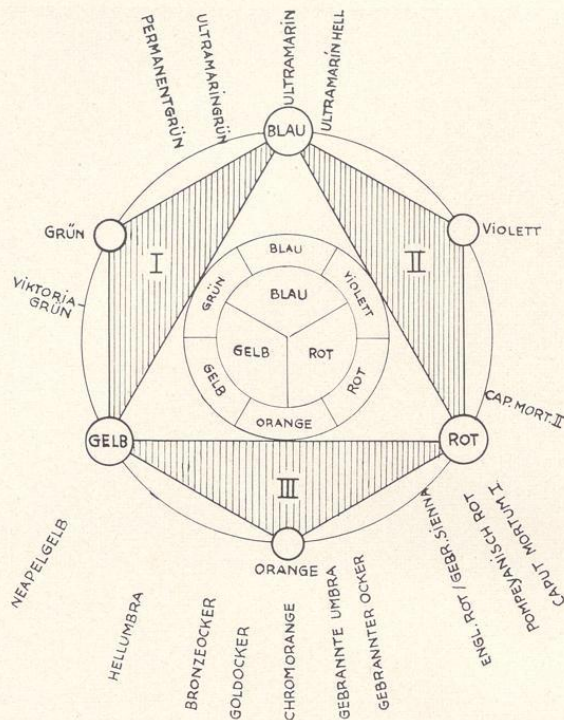 PERMANENTGRÜN
ULTRAMARINGRÜN
ULTRAMARIN
ULTRAMARIN HELL
BLAU
GRÜN
VIOLETT
I
II
VIKTORIA
GRÜN
BLAU
GRÜN
VIOLETT
BLAU
GELB
ROT
GELB
ROT
ORANGE
CAP. MORT. II
GELB
ROT
III
ORANGE
NEAPELGELB
HELLUMBRA
BRONZEOCKER
GOLDOCKER
CHROMORANGE
GEBRANNTE UMBRA
GEBRANNTER OCKER
ENGL. ROT / GEBR. SIENNA
POMPEYANISCH ROT
CAPUT MORTUM I